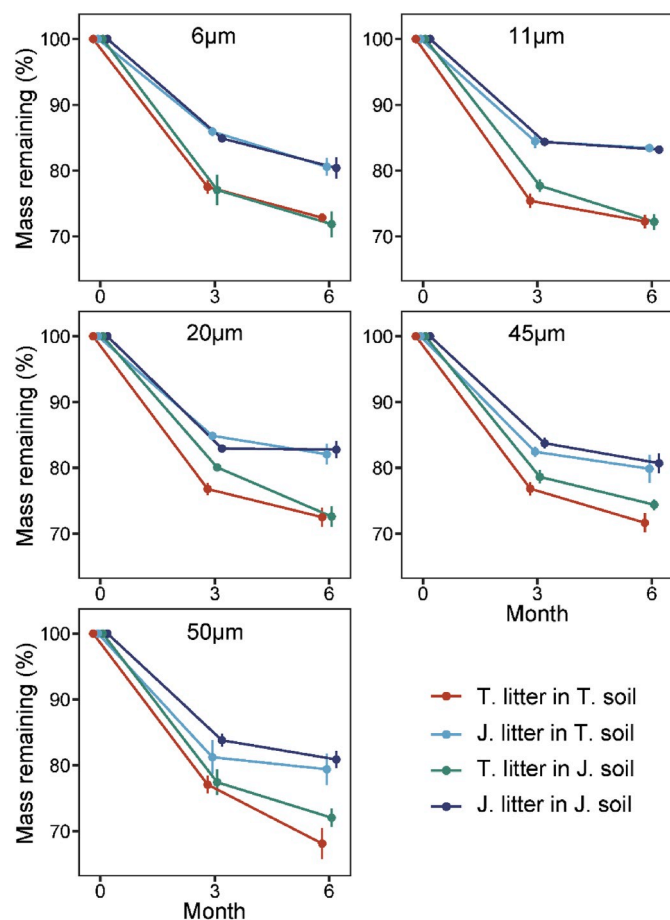 6µm
11µm
Mass remaining (%)
100
90
80
70
0 3 6
100
90
80
70
0 3 6
20µm
45µm
Mass remaining (%)
100
90
80
70
0 3 6
100
90
80
70
0 3 6
Month
50µm
Mass remaining (%)
100
90
80
70
0 3 6
Month
T. litter in T. soil
J. litter in T. soil
T. litter in J. soil
J. litter in J. soil